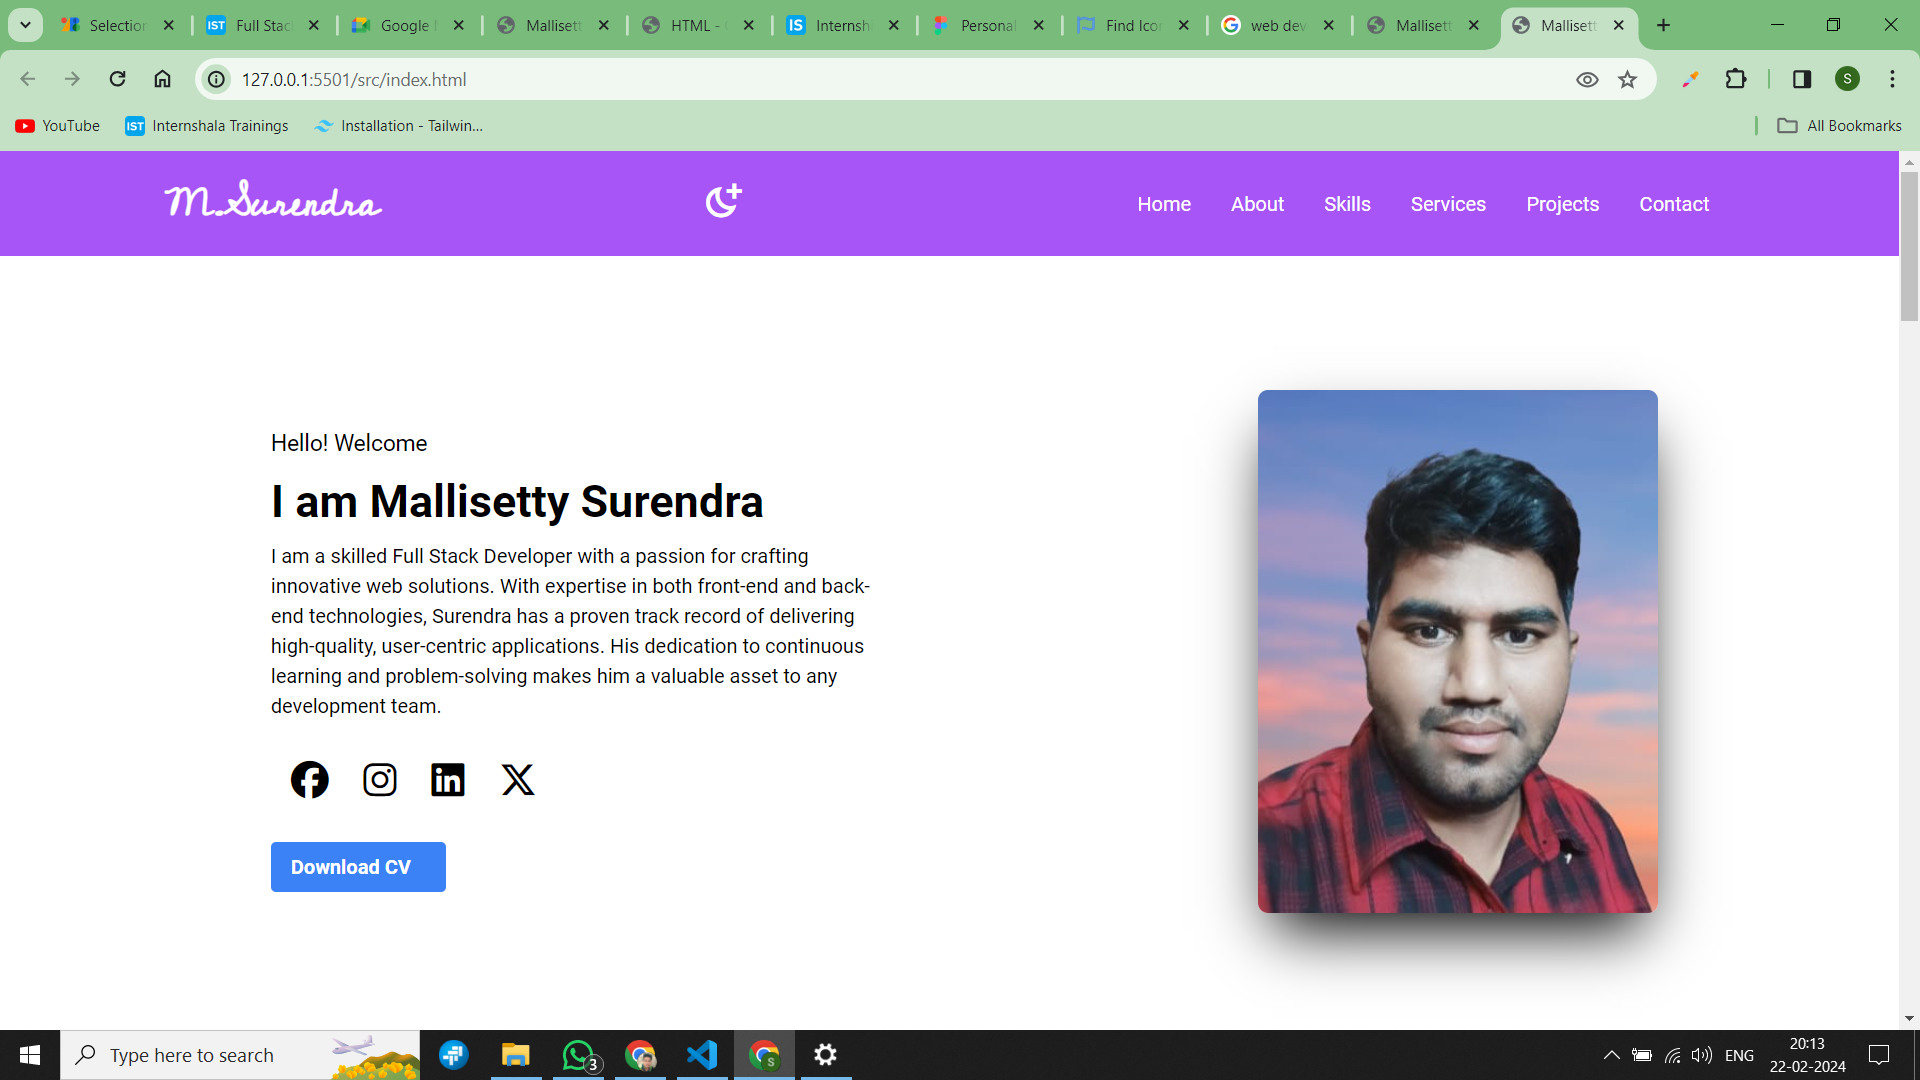 Selection
Full Stac
Google M
Mallisett
HTML -
Internsh
Personal
Find Icon
web dev
Mallisett
Mallisett
127.0.0.1:5501/src/index.html
S
YouTube
IST
Internshala Trainings
Installation - Tailwin...
All Bookmarks
M.Surendra
Home
About
Skills
Services
Projects
Contact
Hello! Welcome
I am Mallisetty Surendra
I am a skilled Full Stack Developer with a passion for crafting
innovative web solutions. With expertise in both front-end and back-
end technologies, Surendra has a proven track record of delivering
high-quality, user-centric applications. His dedication to continuous
learning and problem-solving makes him a valuable asset to any
development team.
Download CV
Type here to search
3
ENG
20:13
22-02-2024